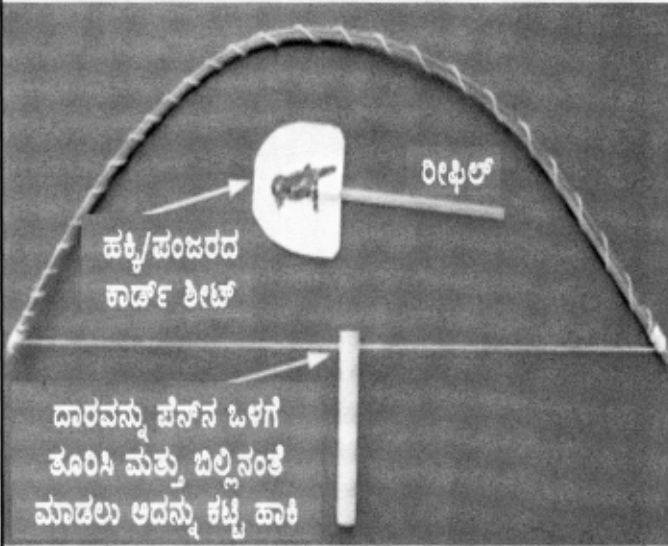 ರೀಫಿಲ್
ಹಕ್ಕಿ/ಪಂಜರದ
ಕಾರ್ಡ್ ಶೀಟ್
ದಾರವನ್ನು ಪೆನ್‌ನ ಒಳಗೆ
ತೂರಿಸಿ ಮತ್ತು ಬಿಲ್ಲಿನಂತೆ
ಮಾಡಲು ಅದನ್ನು ಕಟ್ಟಿ ಹಾಕಿ